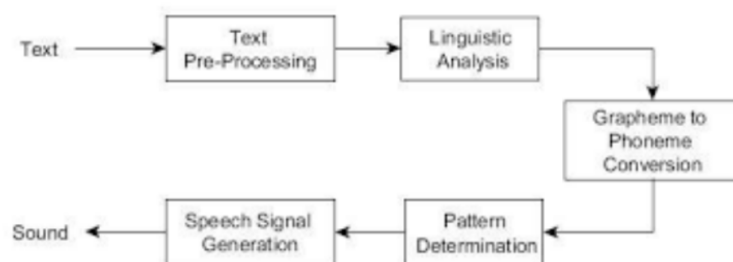 Text
Text
Pre-Processing
Linguistic
Analysis
Grapheme to
Phoneme
Conversion
Pattern
Determination
Speech Signal
Generation
Sound